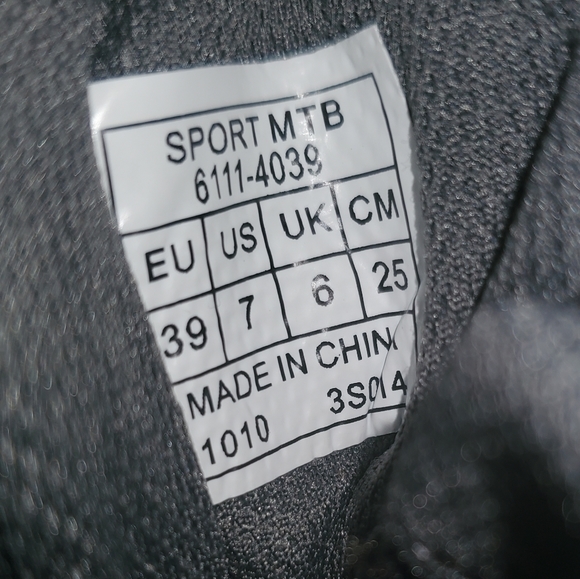 SPORT MTB
6111-4039
EU US UK CM
39 7 6 25
MADE IN CHIN
1010 3S014